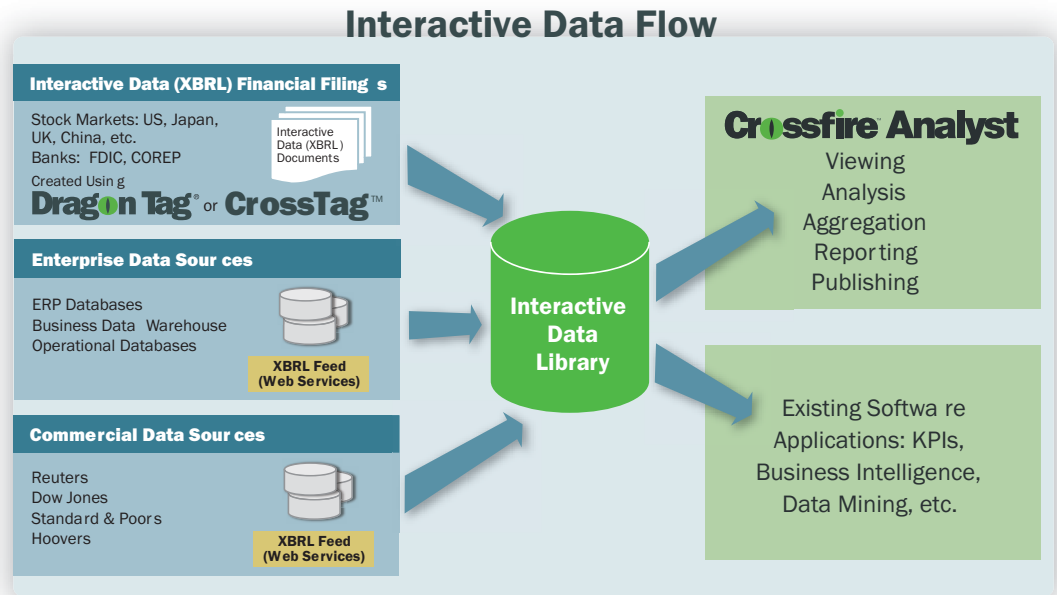 Interactive Data Flow
Interactive Data (XBRL) Financial Filing s
Stock Markets: US, Japan,
UK, China, etc.
Banks: FDIC, COREP
Created Usin g
Dragon Tag® or CrossTag™
Interactive
Data (XBRL)
Documents
Enterprise Data Sour ces
ERP Databases
Business Data Warehouse
Operational Databases
XBRL Feed
(Web Services)
Commercial Data Sour ces
Reuters
Dow Jones
Standard & Poors
Hoovers
XBRL Feed
(Web Services)
Interactive
Data
Library
Crossfire™ Analyst
Viewing
Analysis
Aggregation
Reporting
Publishing
Existing Softwa re
Applications: KPIs,
Business Intelligence,
Data Mining, etc.